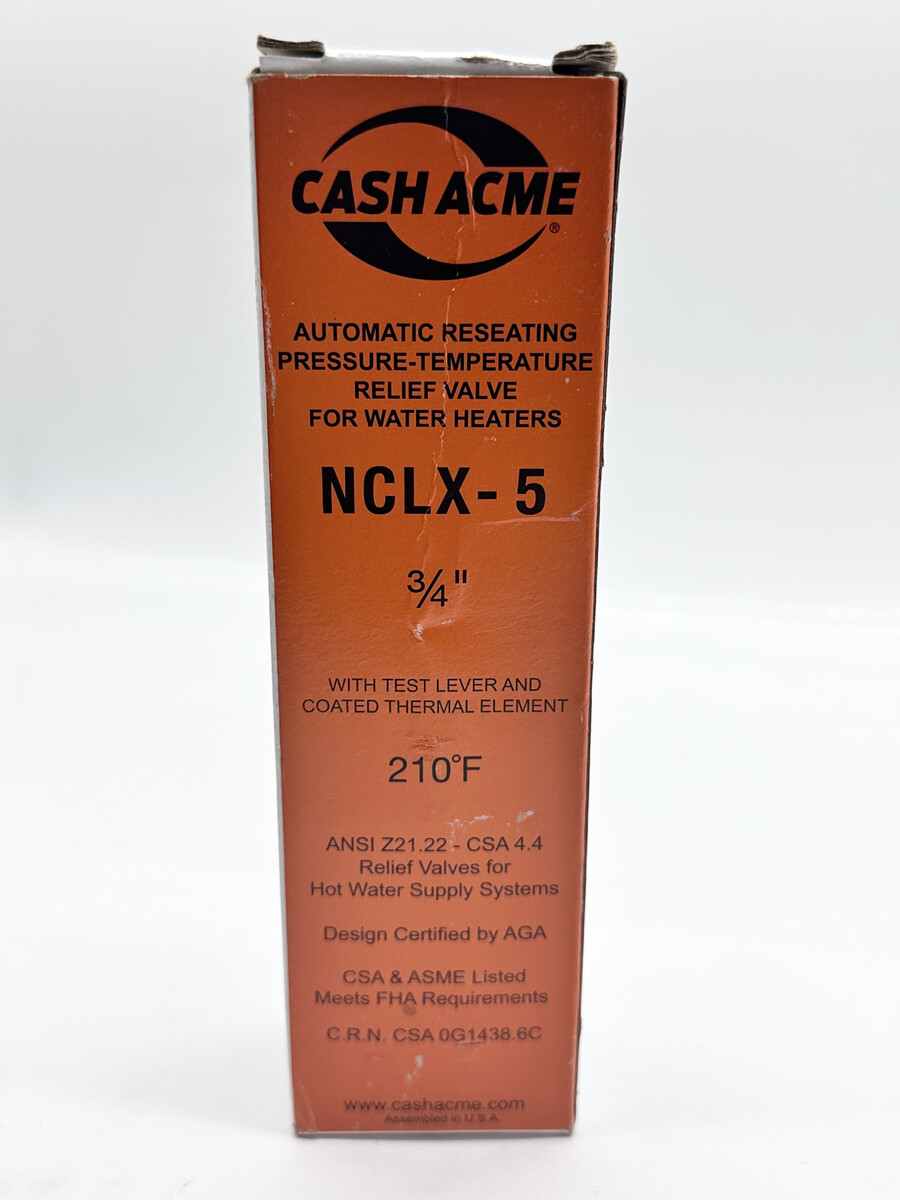 CASH ACME
®
AUTOMATIC RESEATING
PRESSURE-TEMPERATURE
RELIEF VALVE
FOR WATER HEATERS
NCLX- 5
¾"
WITH TEST LEVER AND
COATED THERMAL ELEMENT
210°F
ANSI Z21.22 - CSA 4.4
Relief Valves for
Hot Water Supply Systems
Design Certified by AGA
CSA & ASME Listed
Meets FHA Requirements
C.R.N. CSA 0G1438.6C
www.cashacme.com
Assembled in U.S.A.